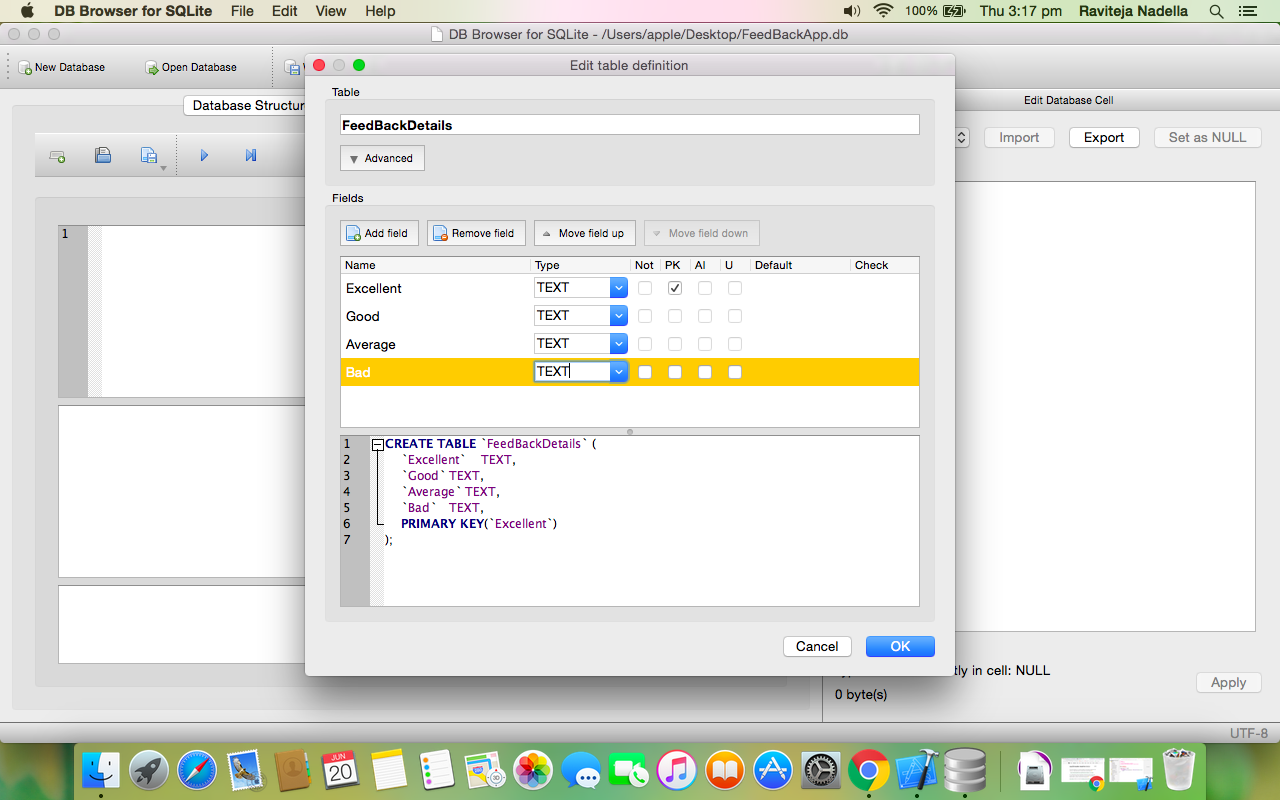 DB Browser for SQLite File Edit View Help 100% Thu 3:17 pm Raviteja Nadella
DB Browser for SQLite - /Users/apple/Desktop/FeedBackApp.db
New Database Open Database
Edit table definition
Database Structur
Edit Database Cell
Import Export Set as NULL
Table
FeedBackDetails
Advanced
Fields
Add field Remove field Move field up Move field down
Name Type Not PK AI U Default Check
Excellent TEXT
Good TEXT
Average TEXT
Bad TEXT
1
1 CREATE TABLE `FeedBackDetails` (
2 `Excellent` TEXT,
3 `Good` TEXT,
4 `Average` TEXT,
5 `Bad` TEXT,
6 PRIMARY KEY(`Excellent`)
7 );
Cancel OK
tly in cell: NULL
0 byte(s)
Apply
UTF-8
JUN
20